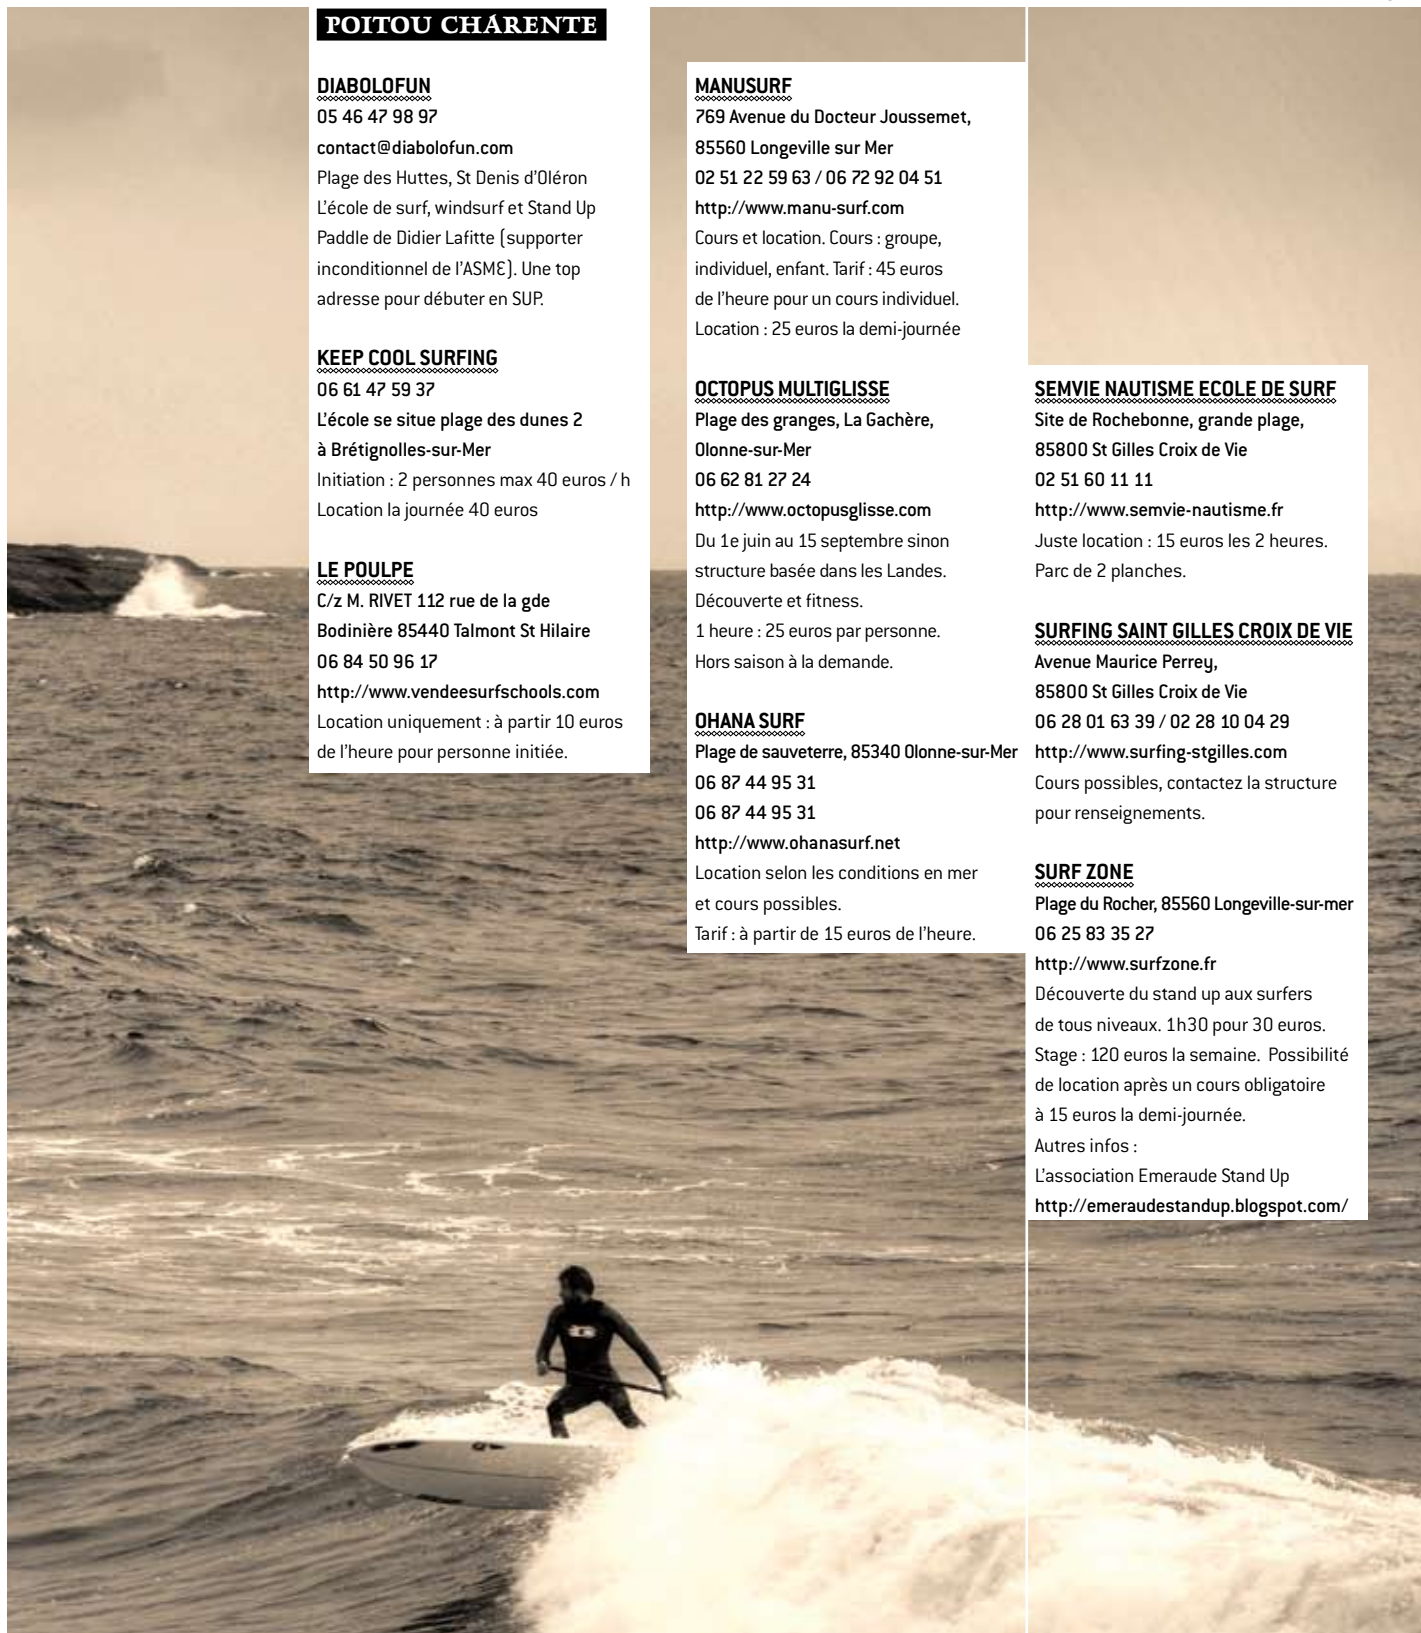 POITOU CHÁRENTE
DIABOLOFUN
05 46 47 98 97
contact@diabolofun.com
Plage des Huttes, St Denis d’Oléron
L’école de surf, windsurf et Stand Up
Paddle de Didier Lafitte (supporter
inconditionnel de l’ASME). Une top
adresse pour débuter en SUP.
KEEP COOL SURFING
06 61 47 59 37
L’école se situe plage des dunes 2
à Brétignolles-sur-Mer
Initiation : 2 personnes max 40 euros / h
Location la journée 40 euros
LE POULPE
C/z M. RIVET 112 rue de la gde
Bodinière 85440 Talmont St Hilaire
06 84 50 96 17
http://www.vendeesurfschools.com
Location uniquement : à partir 10 euros
de l’heure pour personne initiée.
MANUSURF
769 Avenue du Docteur Joussemet,
85560 Longeville sur Mer
02 51 22 59 63 / 06 72 92 04 51
http://www.manu-surf.com
Cours et location. Cours : groupe,
individuel, enfant. Tarif : 45 euros
de l’heure pour un cours individuel.
Location : 25 euros la demi-journée
OCTOPUS MULTIGLISSE
Plage des granges, La Gachère,
Olonne-sur-Mer
06 62 81 27 24
http://www.octopusglisse.com
Du 1e juin au 15 septembre sinon
structure basée dans les Landes.
Découverte et fitness.
1 heure : 25 euros par personne.
Hors saison à la demande.
OHANA SURF
Plage de sauveterre, 85340 Olonne-sur-Mer
06 87 44 95 31
06 87 44 95 31
http://www.ohanasurf.net
Location selon les conditions en mer
et cours possibles.
Tarif : à partir de 15 euros de l’heure.
SEMVIE NAUTISME ECOLE DE SURF
Site de Rochebonne, grande plage,
85800 St Gilles Croix de Vie
02 51 60 11 11
http://www.semvie-nautisme.fr
Juste location : 15 euros les 2 heures.
Parc de 2 planches.
SURFING SAINT GILLES CROIX DE VIE
Avenue Maurice Perrey,
85800 St Gilles Croix de Vie
06 28 01 63 39 / 02 28 10 04 29
http://www.surfing-stgilles.com
Cours possibles, contactez la structure
pour renseignements.
SURF ZONE
Plage du Rocher, 85560 Longeville-sur-mer
06 25 83 35 27
http://www.surfzone.fr
Découverte du stand up aux surfers
de tous niveaux. 1h30 pour 30 euros.
Stage : 120 euros la semaine. Possibilité
de location après un cours obligatoire
à 15 euros la demi-journée.
Autres infos :
L’association Emeraude Stand Up
http://emeraudestandup.blogspot.com/